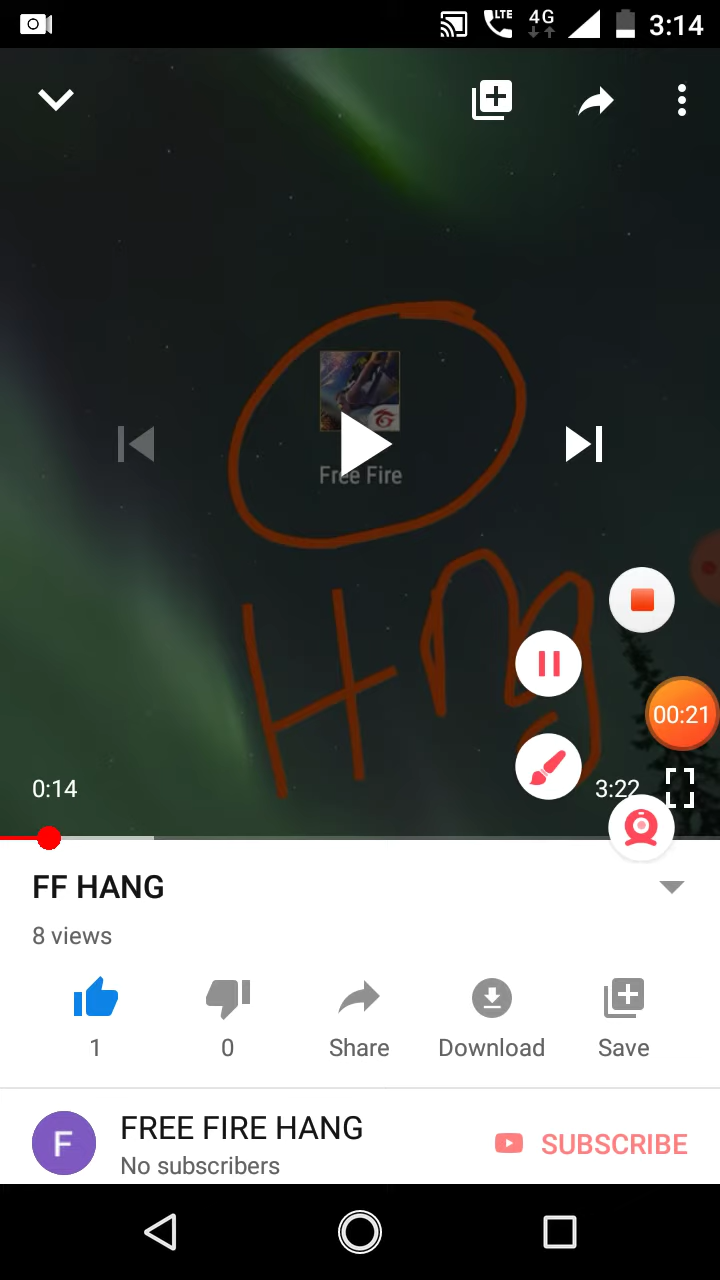 LTE 4G 3:14
Free Fire
Hng
00:21
0:14 3:22
FF HANG
8 views
1 0 Share Download Save
F FREE FIRE HANG SUBSCRIBE
No subscribers